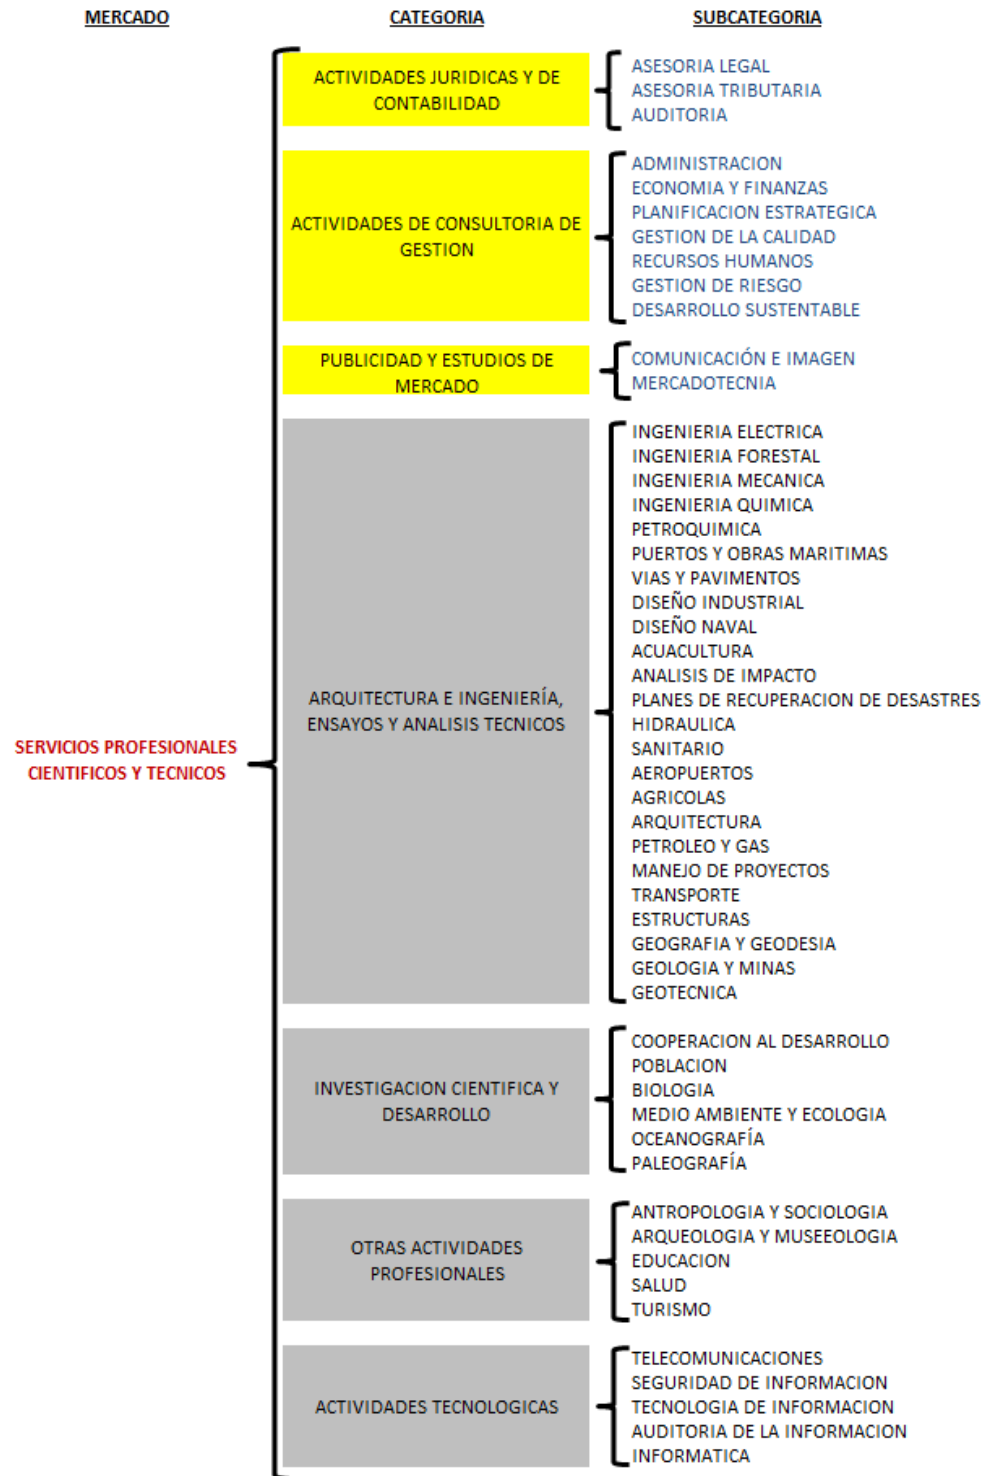 MERCADO
CATEGORIA
SUBCATEGORIA
SERVICIOS PROFESIONALES
CIENTIFICOS Y TECNICOS
ACTIVIDADES JURIDICAS Y DE
CONTABILIDAD
ASESORIA LEGAL
ASESORIA TRIBUTARIA
AUDITORIA
ACTIVIDADES DE CONSULTORIA DE
GESTION
ADMINISTRACION
ECONOMIA Y FINANZAS
PLANIFICACION ESTRATEGICA
GESTION DE LA CALIDAD
RECURSOS HUMANOS
GESTION DE RIESGO
DESARROLLO SUSTENTABLE
PUBLICIDAD Y ESTUDIOS DE
MERCADO
COMUNICACIÓN E IMAGEN
MERCADOTECNIA
ARQUITECTURA E INGENIERÍA,
ENSAYOS Y ANALISIS TECNICOS
INGENIERIA ELECTRICA
INGENIERIA FORESTAL
INGENIERIA MECANICA
INGENIERIA QUIMICA
PETROQUIMICA
PUERTOS Y OBRAS MARITIMAS
VIAS Y PAVIMENTOS
DISEÑO INDUSTRIAL
DISEÑO NAVAL
ACUACULTURA
ANALISIS DE IMPACTO
PLANES DE RECUPERACION DE DESASTRES
HIDRAULICA
SANITARIO
AEROPUERTOS
AGRICOLAS
ARQUITECTURA
PETROLEO Y GAS
MANEJO DE PROYECTOS
TRANSPORTE
ESTRUCTURAS
GEOGRAFIA Y GEODESIA
GEOLOGIA Y MINAS
GEOTECNICA
INVESTIGACION CIENTIFICA Y
DESARROLLO
COOPERACION AL DESARROLLO
POBLACION
BIOLOGIA
MEDIO AMBIENTE Y ECOLOGIA
OCEANOGRAFÍA
PALEOGRAFÍA
OTRAS ACTIVIDADES
PROFESIONALES
ANTROPOLOGIA Y SOCIOLOGIA
ARQUEOLOGIA Y MUSEEOLOGIA
EDUCACION
SALUD
TURISMO
ACTIVIDADES TECNOLOGICAS
TELECOMUNICACIONES
SEGURIDAD DE INFORMACION
TECNOLOGIA DE INFORMACION
AUDITORIA DE LA INFORMACION
INFORMATICA